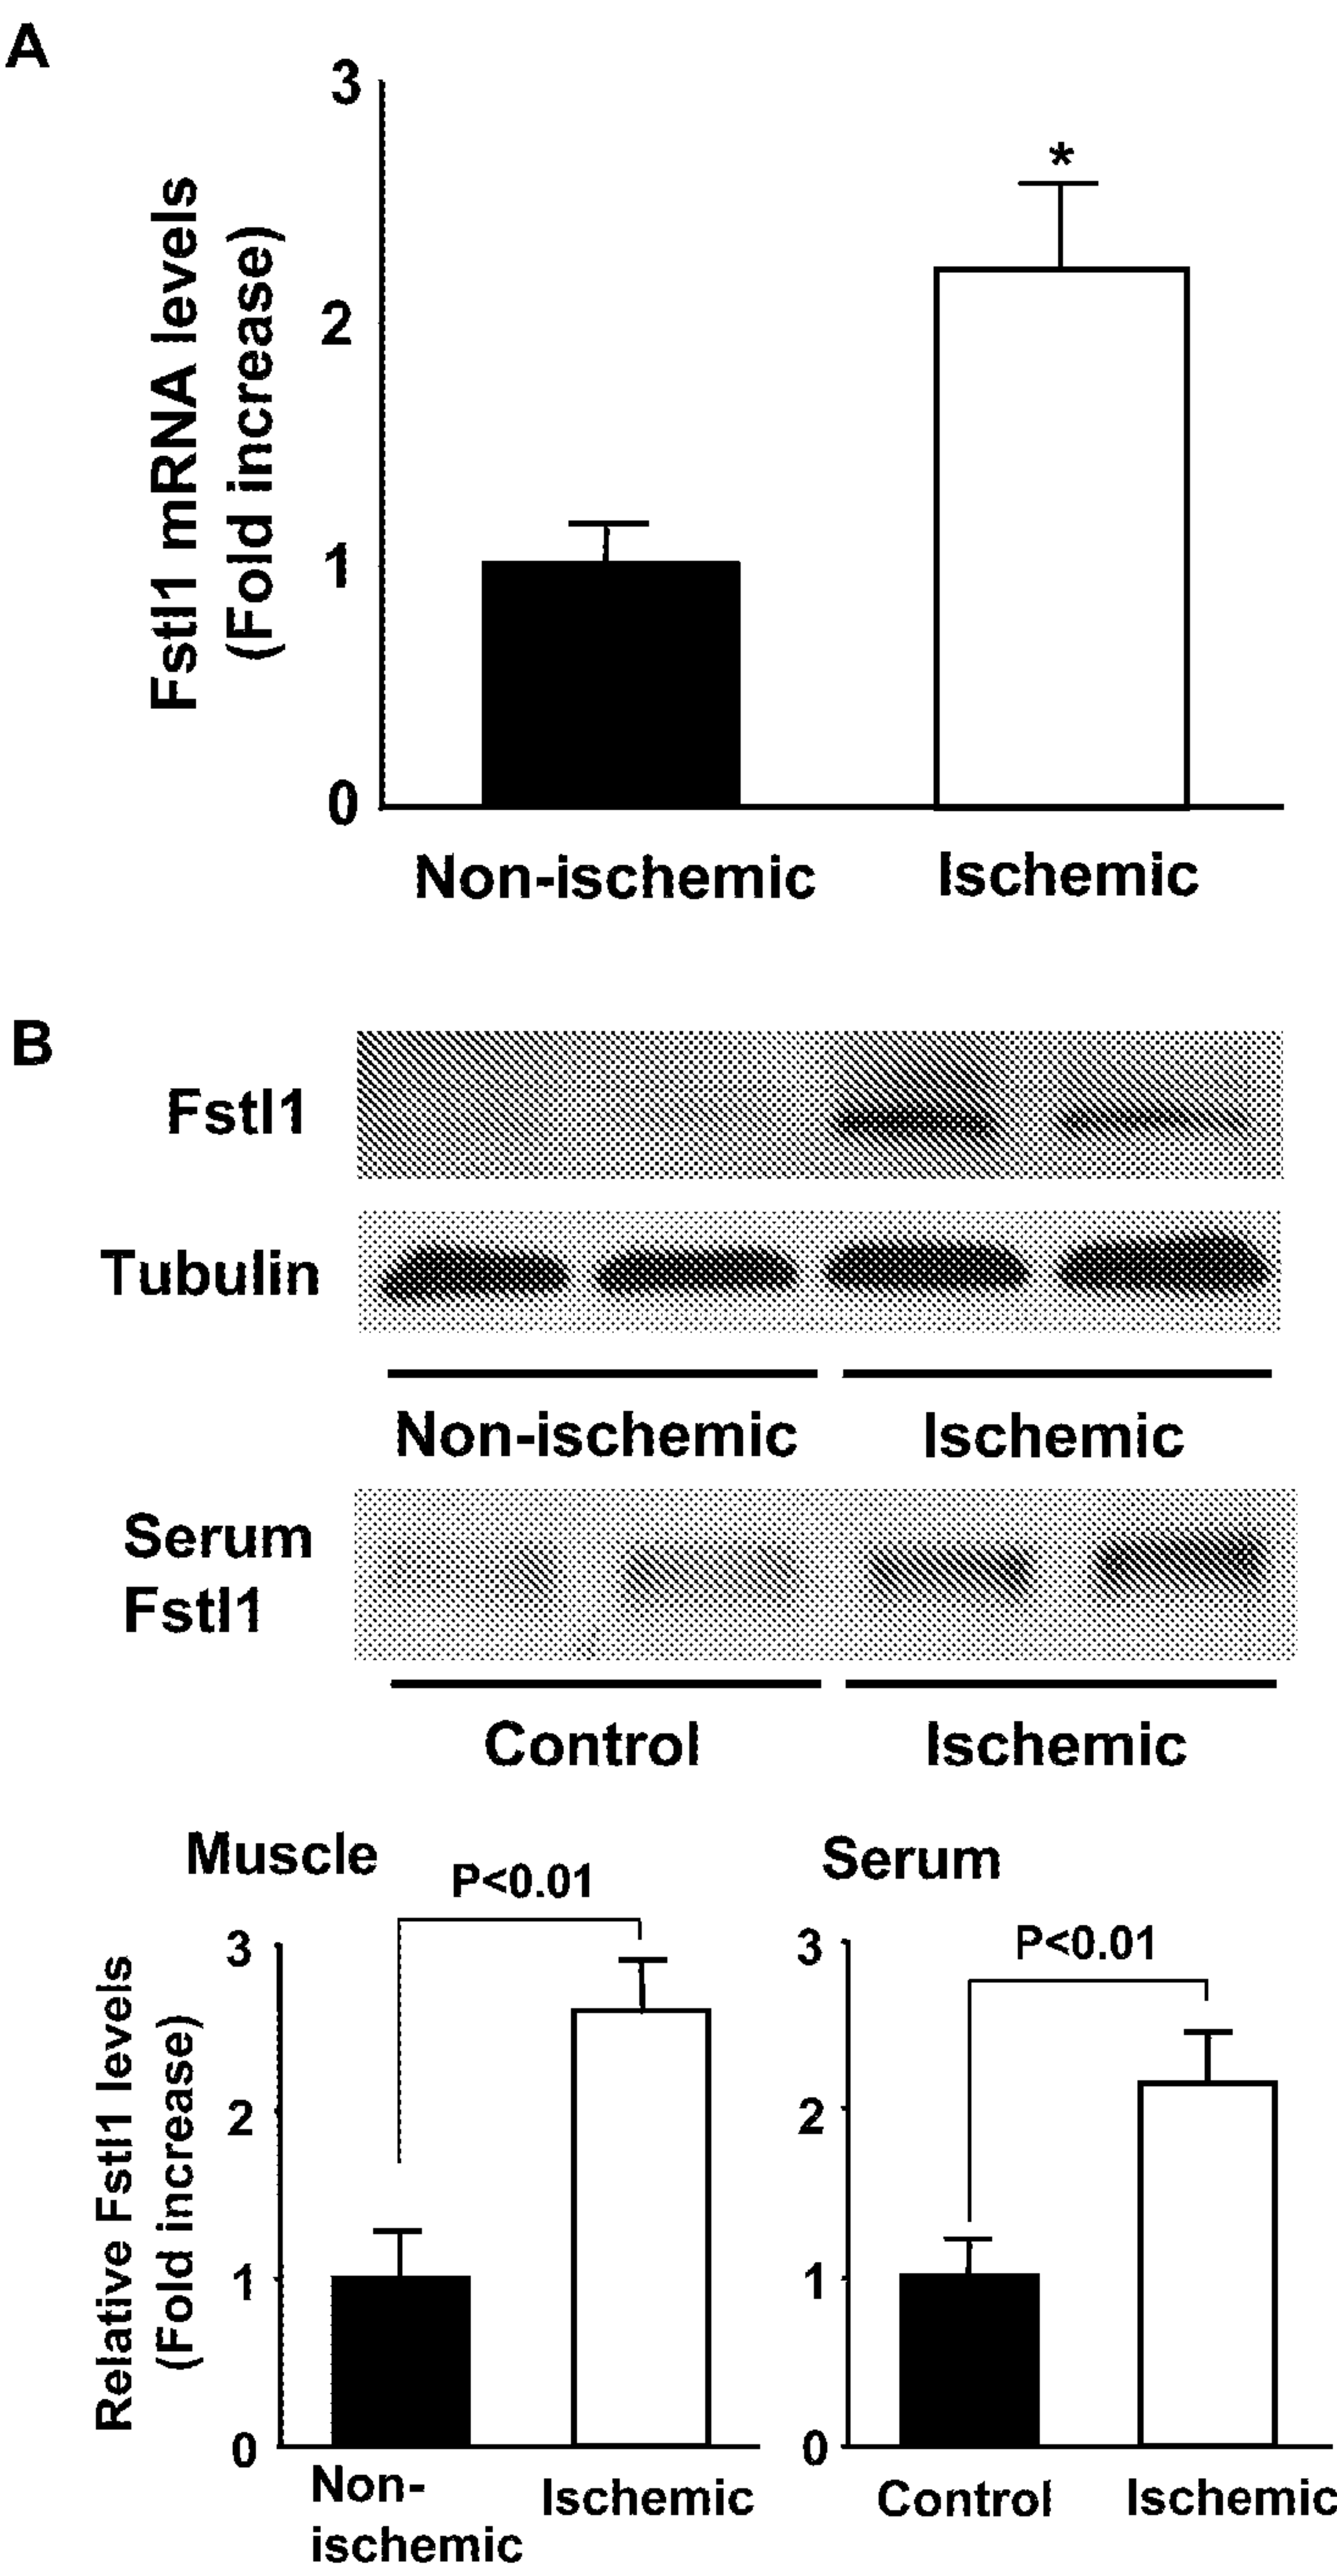 A
3
*
2
1
0
Fstl1 mRNA levels
(Fold increase)
Non-ischemic Ischemic
B
Fstl1
Tubulin
Non-ischemic Ischemic
Serum
Fstl1
Control Ischemic
Muscle
P<0.01
3
2
1
0
Relative Fstl1 levels
(Fold increase)
Non-
ischemic
Ischemic
Serum
P<0.01
3
2
1
0
Control Ischemic